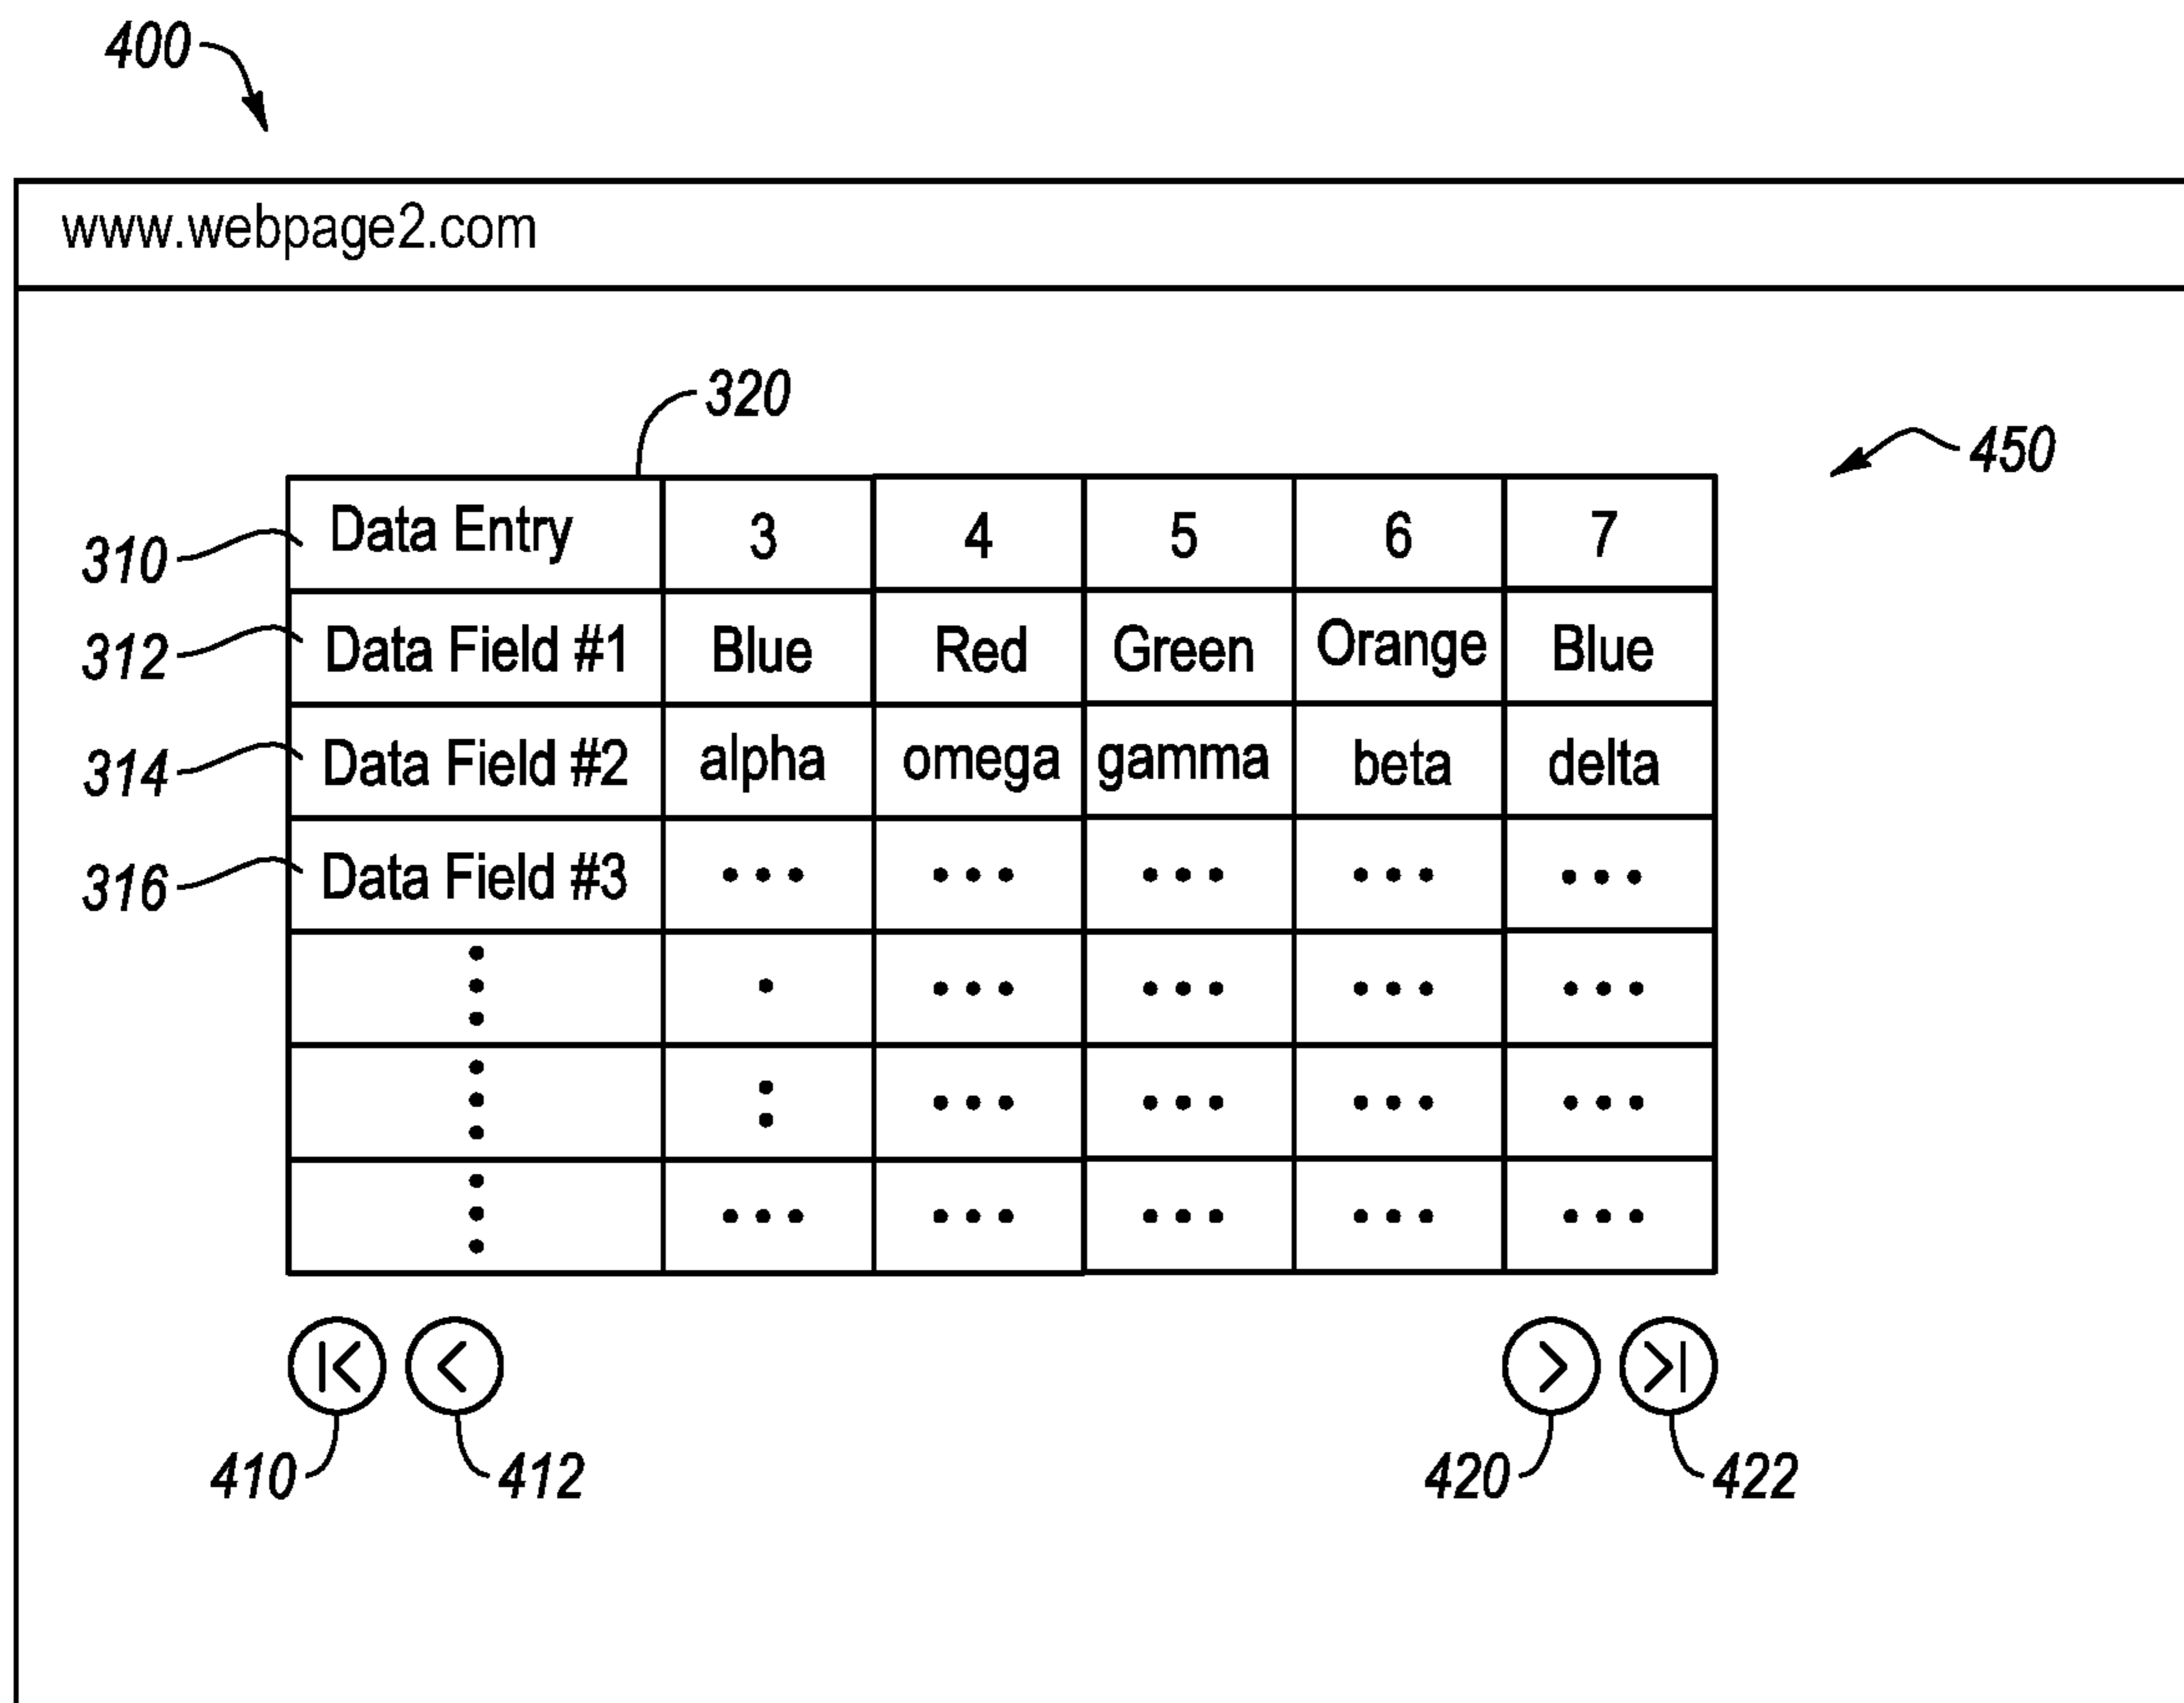 400
www.webpage2.com
320
450
310 Data Entry 3 4 5 6 7
312 Data Field #1 Blue Red Green Orange Blue
314 Data Field #2 alpha omega gamma beta delta
316 Data Field #3 ••• ••• ••• ••• •••
410 412 420 422